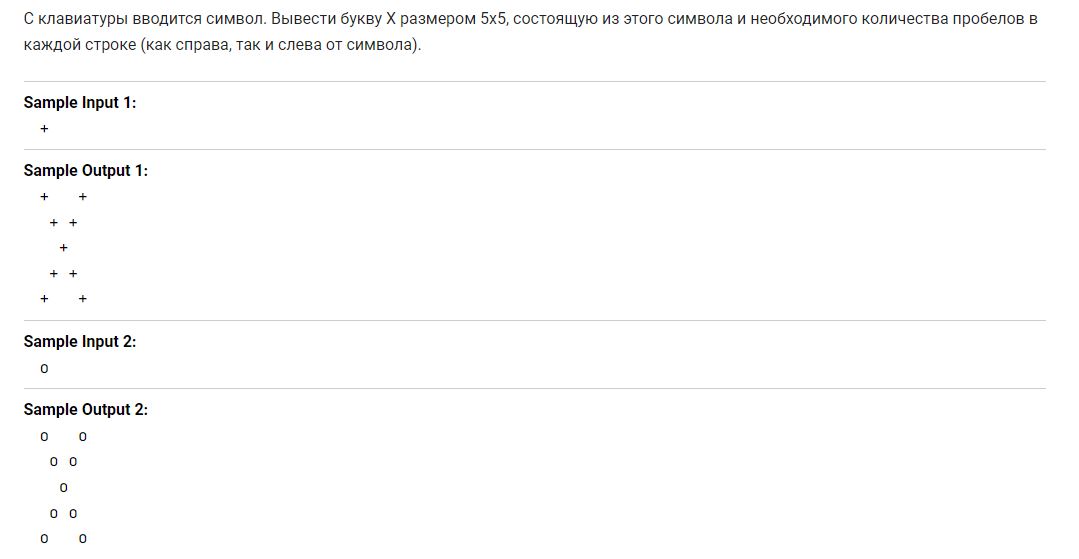 С клавиатуры вводится символ. Вывести букву X размером 5x5, состоящую из этого символа и необходимого количества пробелов в
каждой строке (как справа, так и слева от символа).
Sample Input 1:
+
Sample Output 1:
+   +
 + +
  +
 + +
+   +
Sample Input 2:
o
Sample Output 2:
o   o
 o o
  o
 o o
o   o